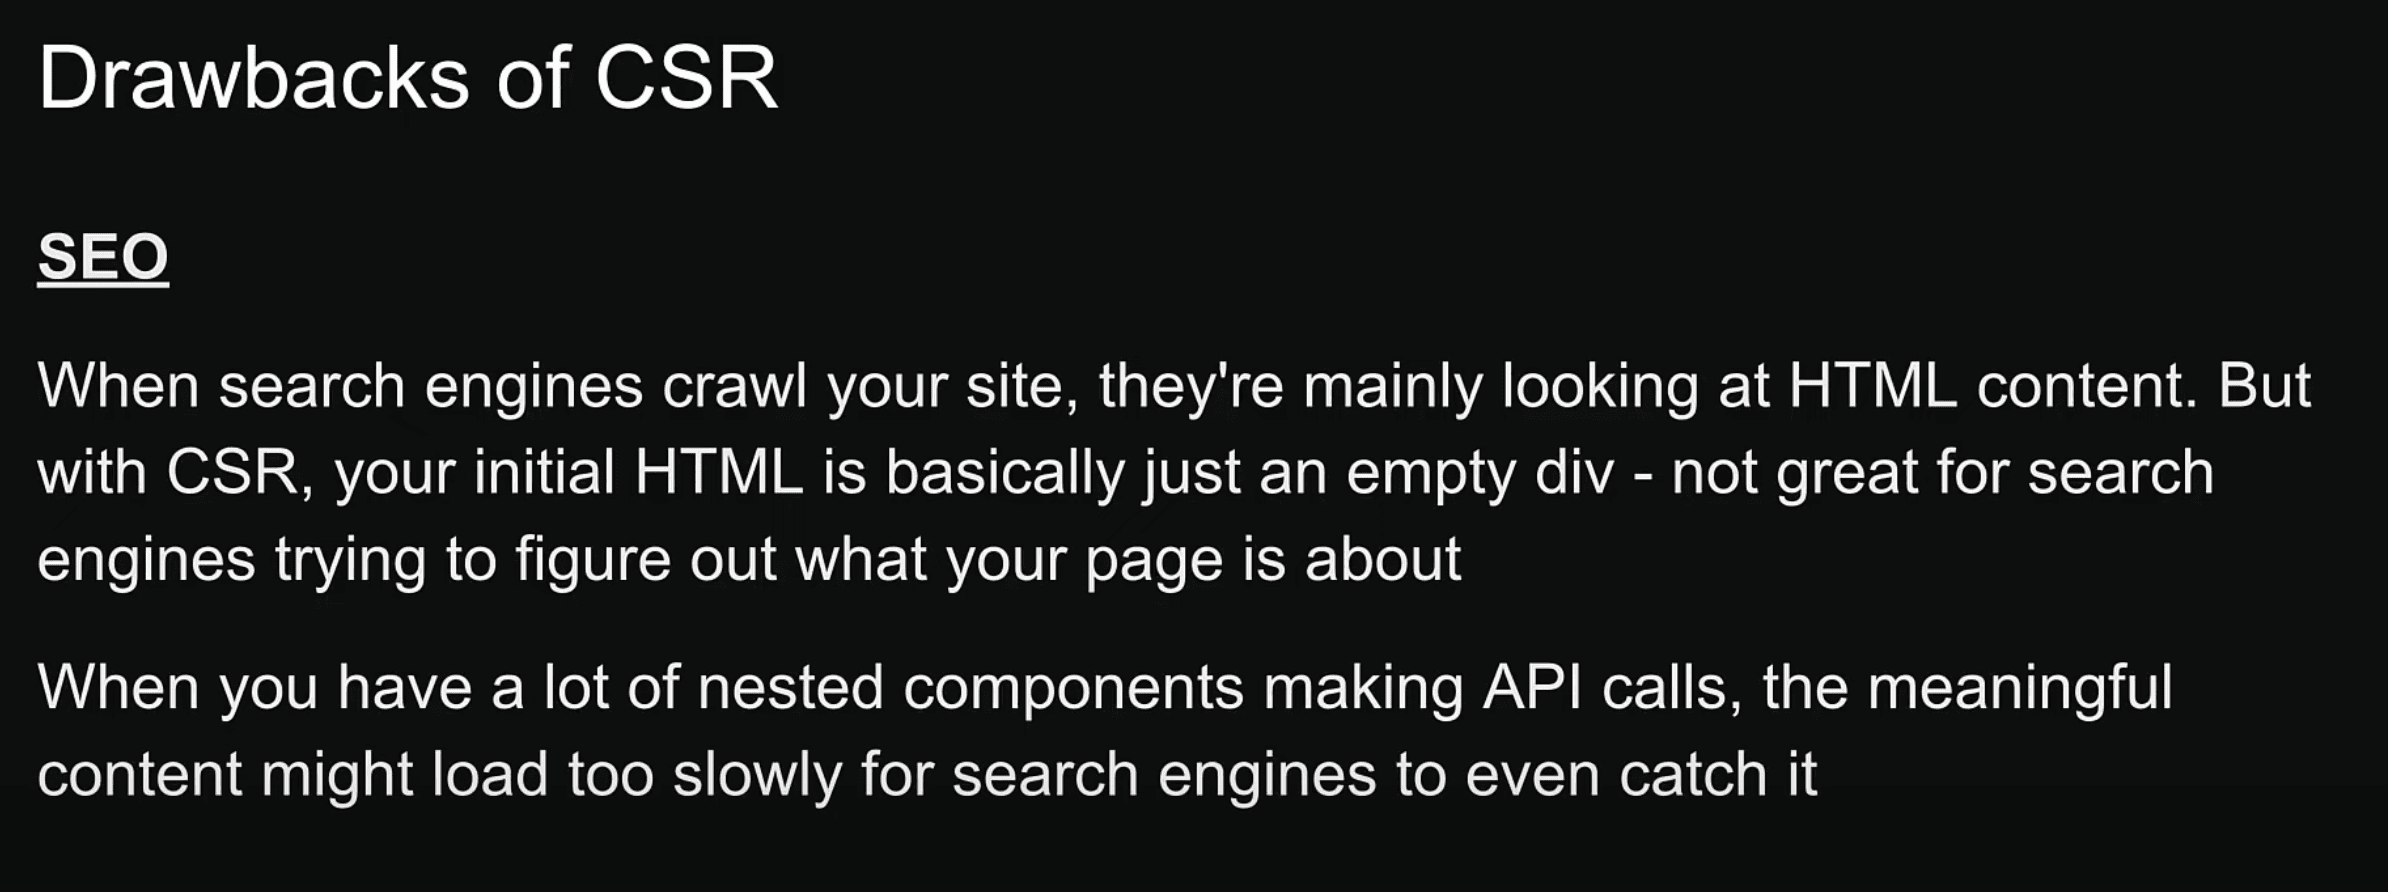 Drawbacks of CSR
SEO
When search engines crawl your site, they're mainly looking at HTML content. But
with CSR, your initial HTML is basically just an empty div - not great for search
engines trying to figure out what your page is about
When you have a lot of nested components making API calls, the meaningful
content might load too slowly for search engines to even catch it